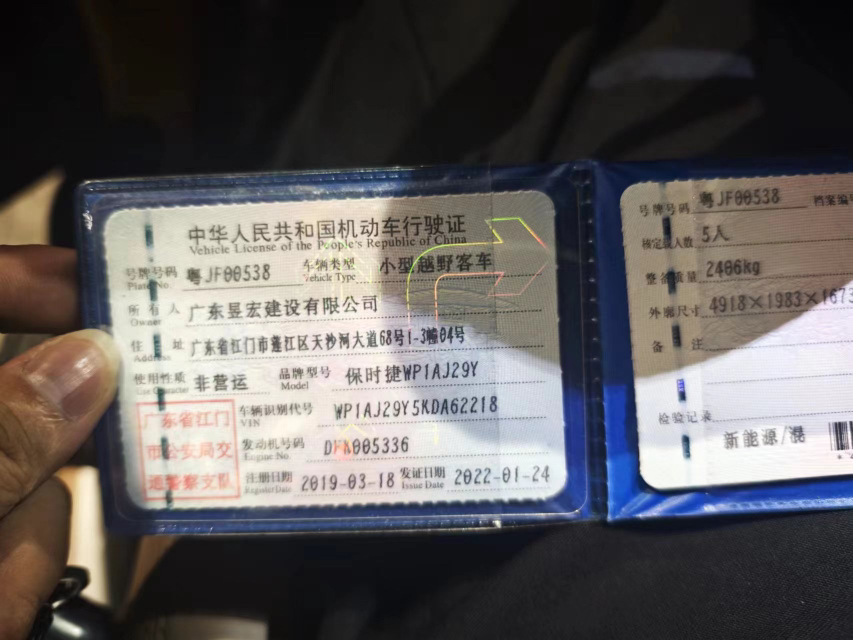 中华人民共和国机动车行驶证
Vehicle License of the People's Republic of China
号牌号码 粤JF00538 车辆类型 小型越野客车
Plate No. Vehicle Type
所有人 广东昱宏建设有限公司
Owner
住址 广东省江门市蓬江区天沙河大道68号1-3幢04号
Address
使用性质 非营运 品牌型号 保时捷WP1AJ29Y
Use Character Model
广东省江门
市公安局交
通警察支队
车辆识别代号 WP1AJ29Y5KDA62218
VIN
发动机号码 005336
Engine No.
注册日期 2019-03-18 发证日期 2022-01-24
Register Date Issue Date
号牌号码 粤JF00538 档案编
核定载人数 5人
整备质量 2406kg
外廓尺寸 4918×1983×1673
备注
检验记录
新能源/混